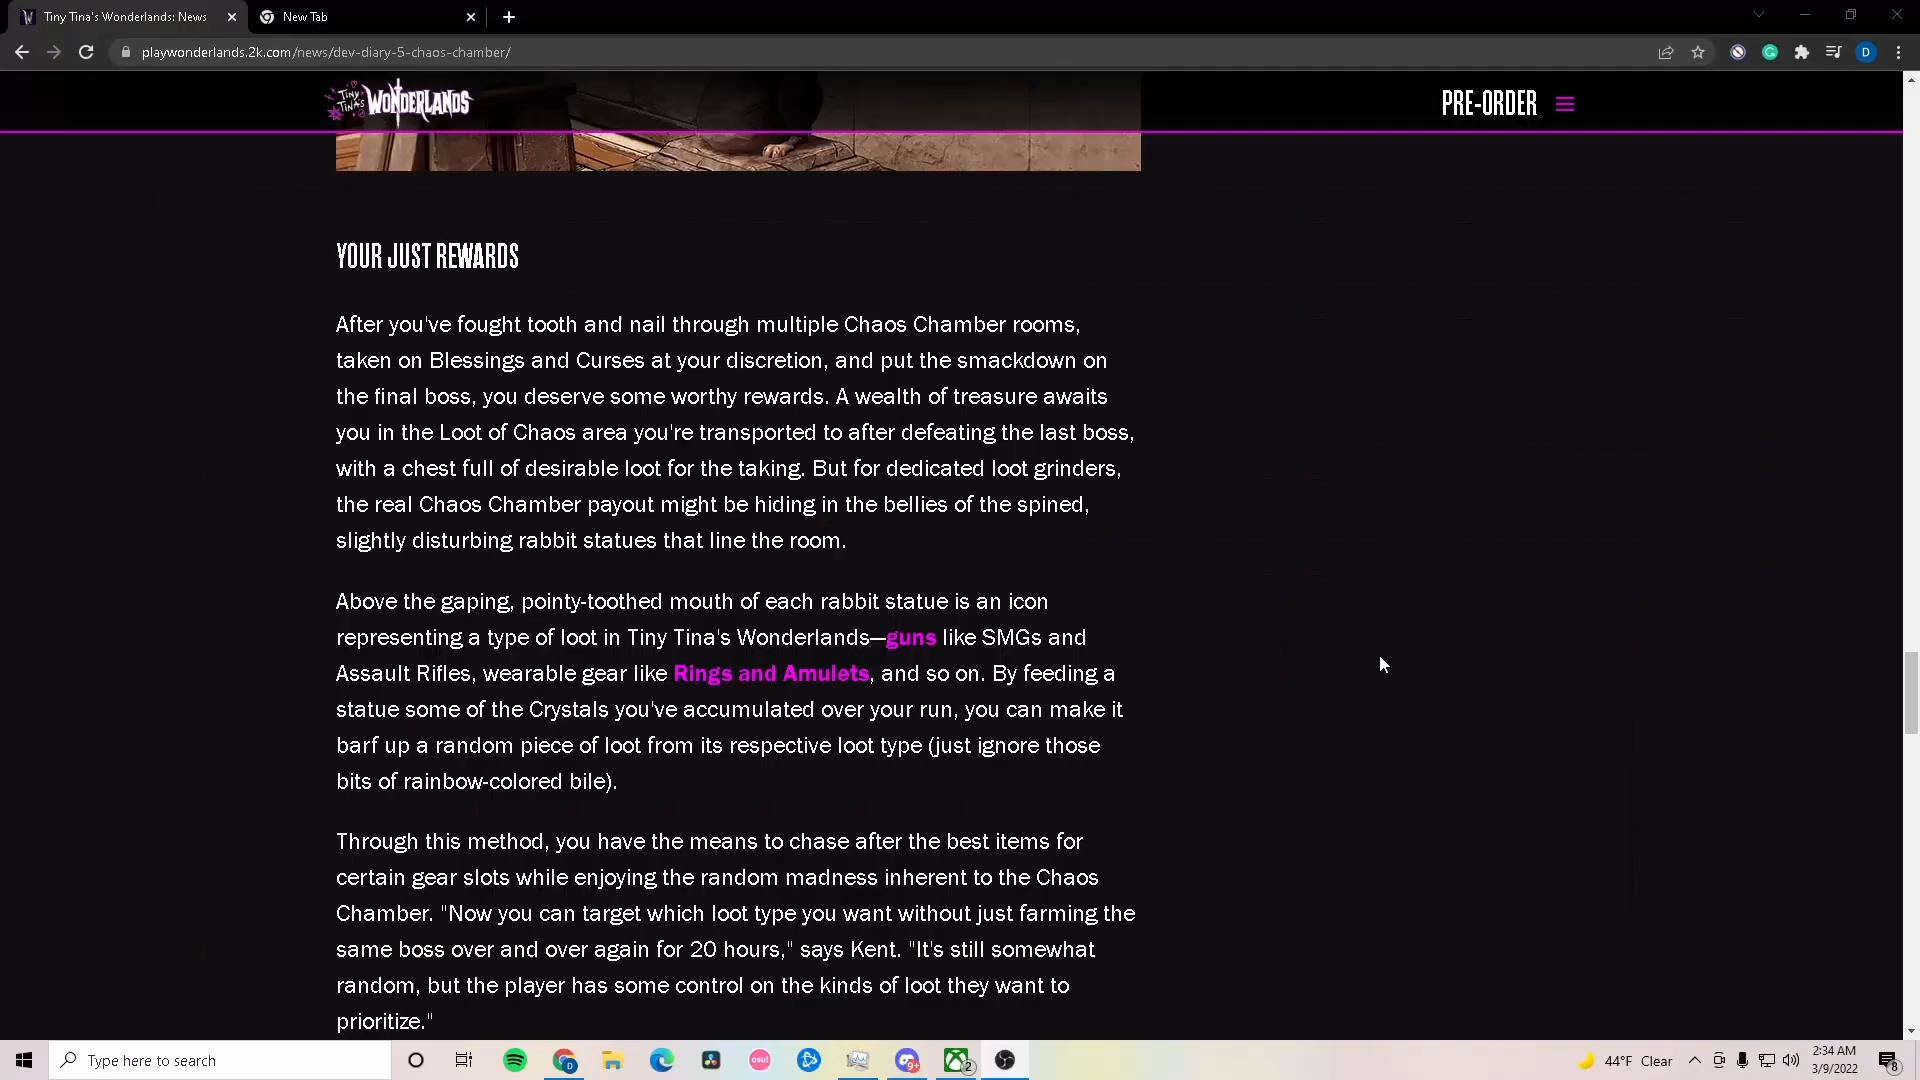 Tiny Tina's Wonderlands: News
New Tab
playwonderlands.2k.com/news/dev-diary-5-chaos-chamber/
D
TINY TINA'S WONDERLANDS
PRE-ORDER
YOUR JUST REWARDS
After you've fought tooth and nail through multiple Chaos Chamber rooms,
taken on Blessings and Curses at your discretion, and put the smackdown on
the final boss, you deserve some worthy rewards. A wealth of treasure awaits
you in the Loot of Chaos area you're transported to after defeating the last boss,
with a chest full of desirable loot for the taking. But for dedicated loot grinders,
the real Chaos Chamber payout might be hiding in the bellies of the spined,
slightly disturbing rabbit statues that line the room.
Above the gaping, pointy-toothed mouth of each rabbit statue is an icon
representing a type of loot in Tiny Tina's Wonderlands—guns like SMGs and
Assault Rifles, wearable gear like Rings and Amulets, and so on. By feeding a
statue some of the Crystals you've accumulated over your run, you can make it
barf up a random piece of loot from its respective loot type (just ignore those
bits of rainbow-colored bile).
Through this method, you have the means to chase after the best items for
certain gear slots while enjoying the random madness inherent to the Chaos
Chamber. "Now you can target which loot type you want without just farming the
same boss over and over again for 20 hours," says Kent. "It's still somewhat
random, but the player has some control on the kinds of loot they want to
prioritize."
Type here to search
D
osu!
9+
2
44°F Clear
2:34 AM
3/9/2022
8